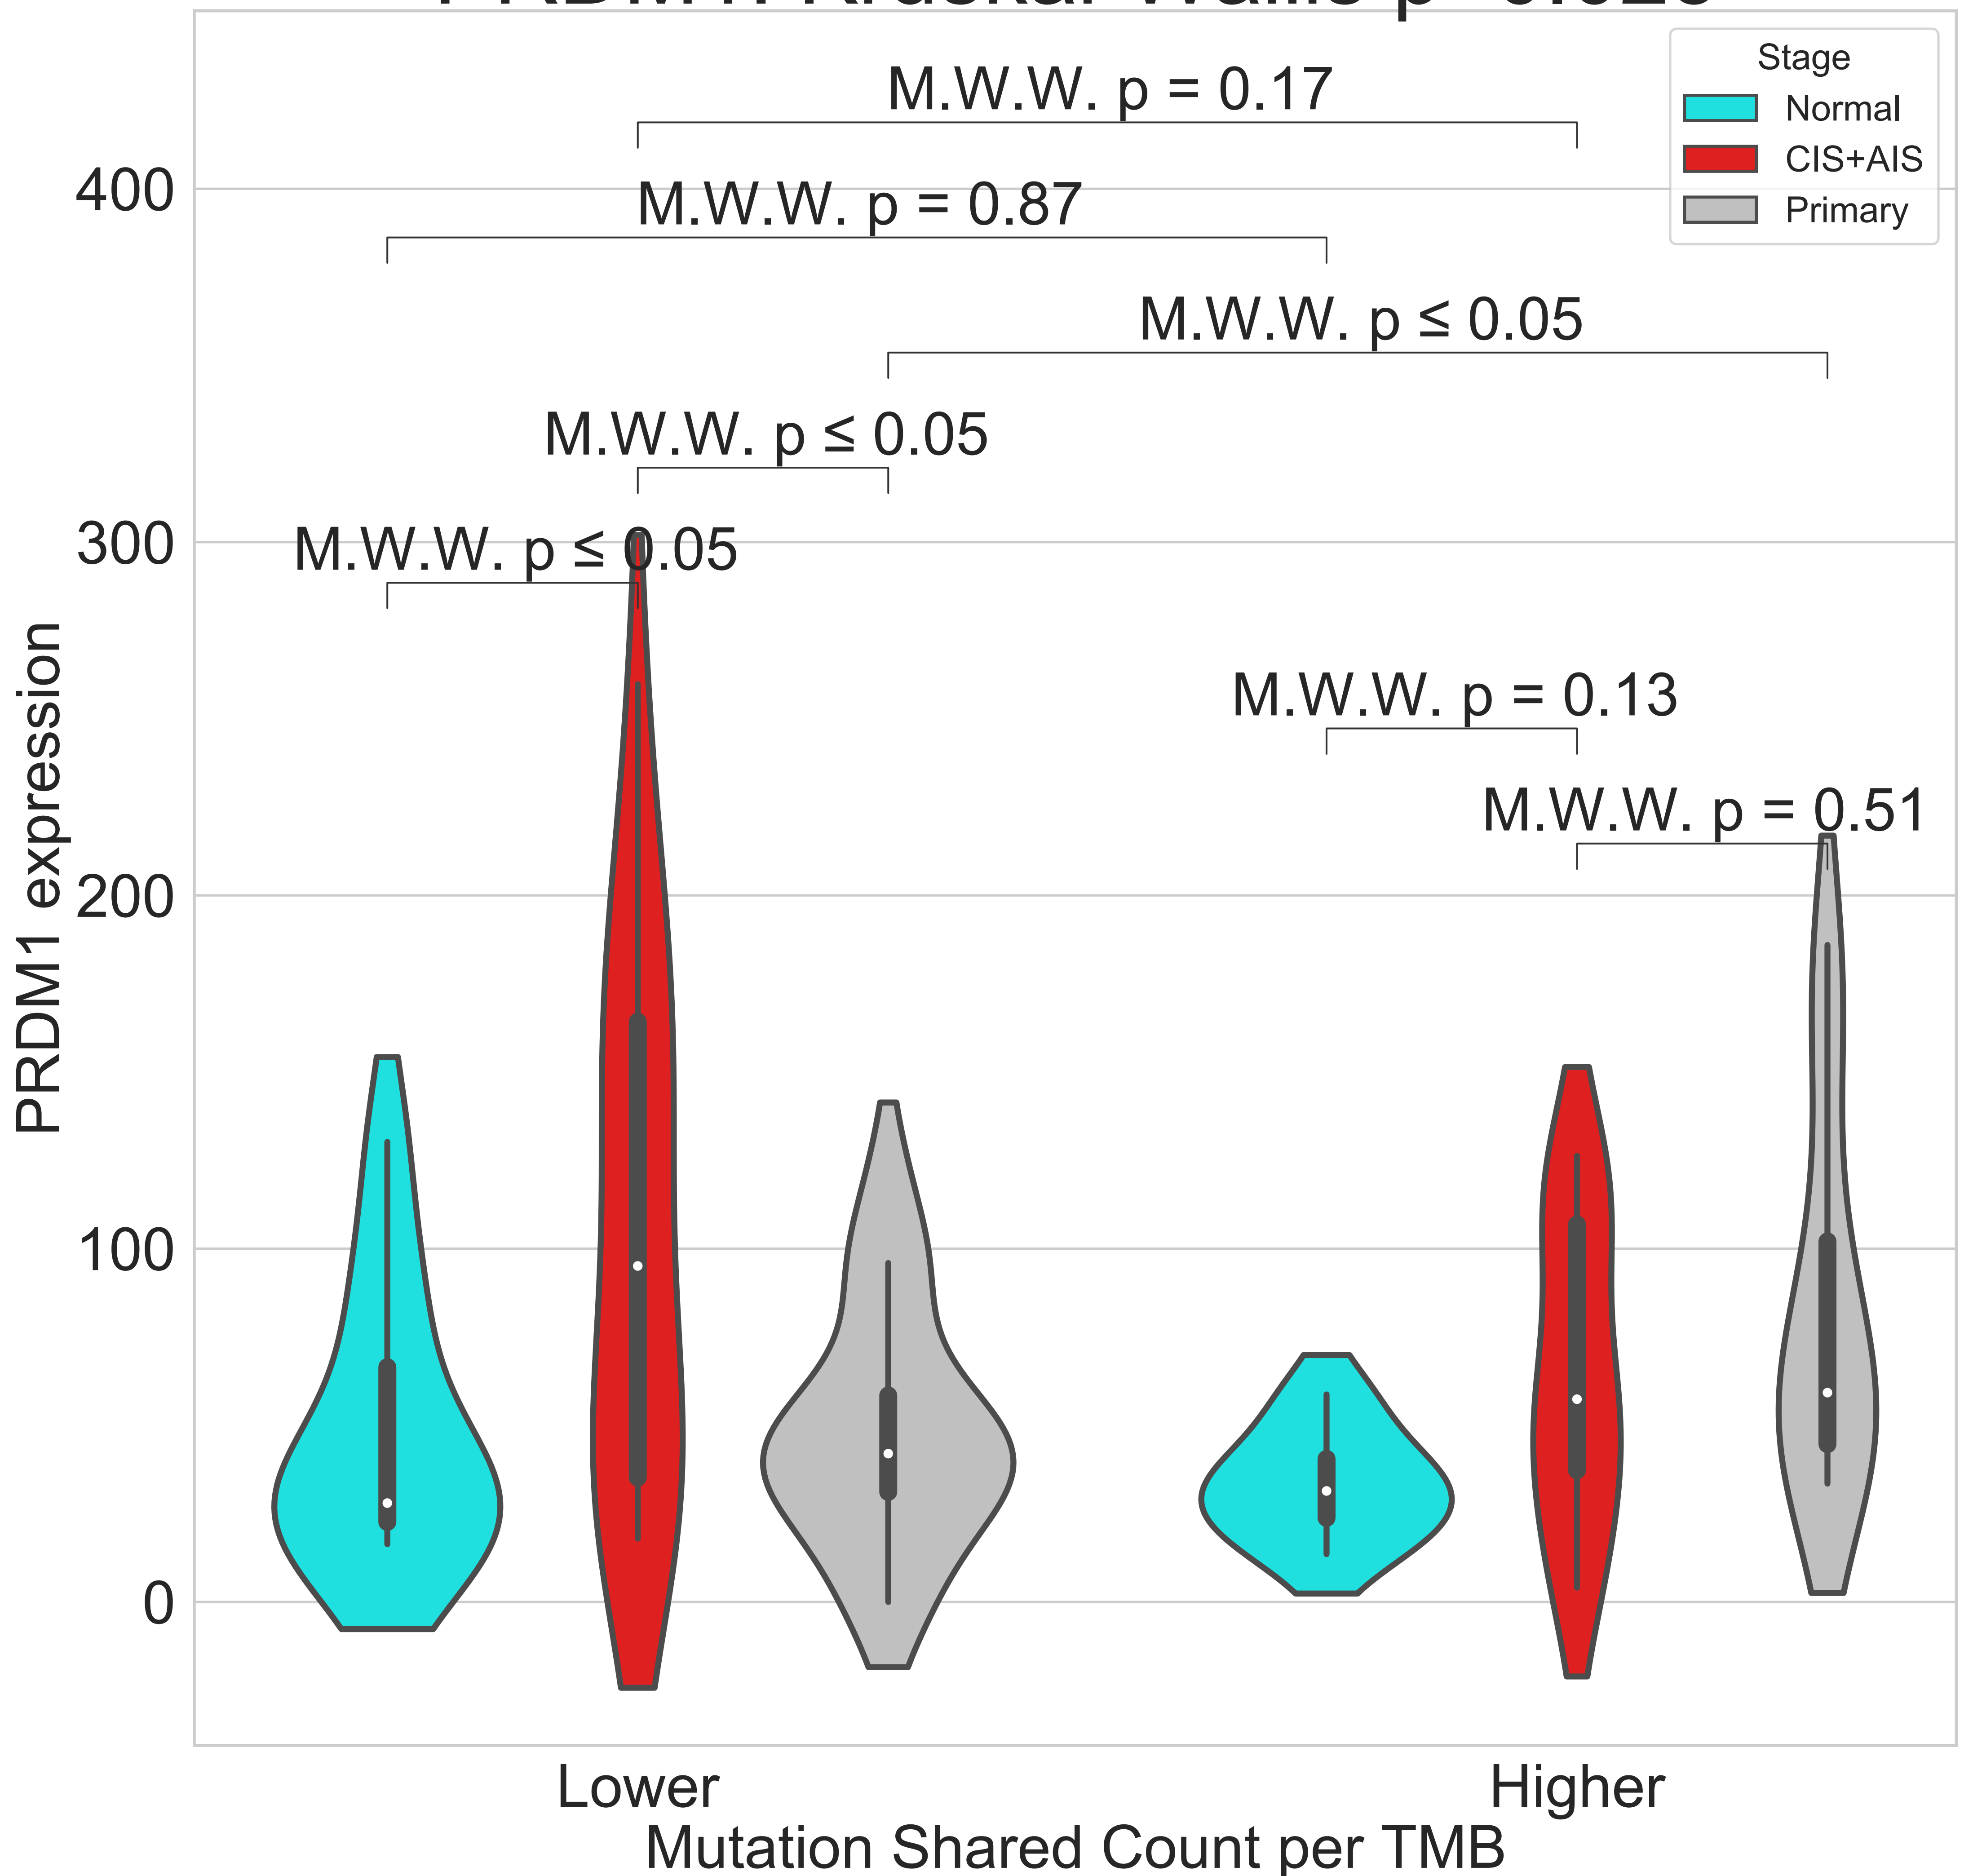 Stage
Normal
CIS+AIS
Primary
M.W.W. p = 0.17
M.W.W. p = 0.87
M.W.W. p ≤ 0.05
M.W.W. p ≤ 0.05
M.W.W. p ≤ 0.05
M.W.W. p = 0.13
M.W.W. p = 0.51
400
300
200
100
0
PRDM1 expression
Lower
Higher
Mutation Shared Count per TMB